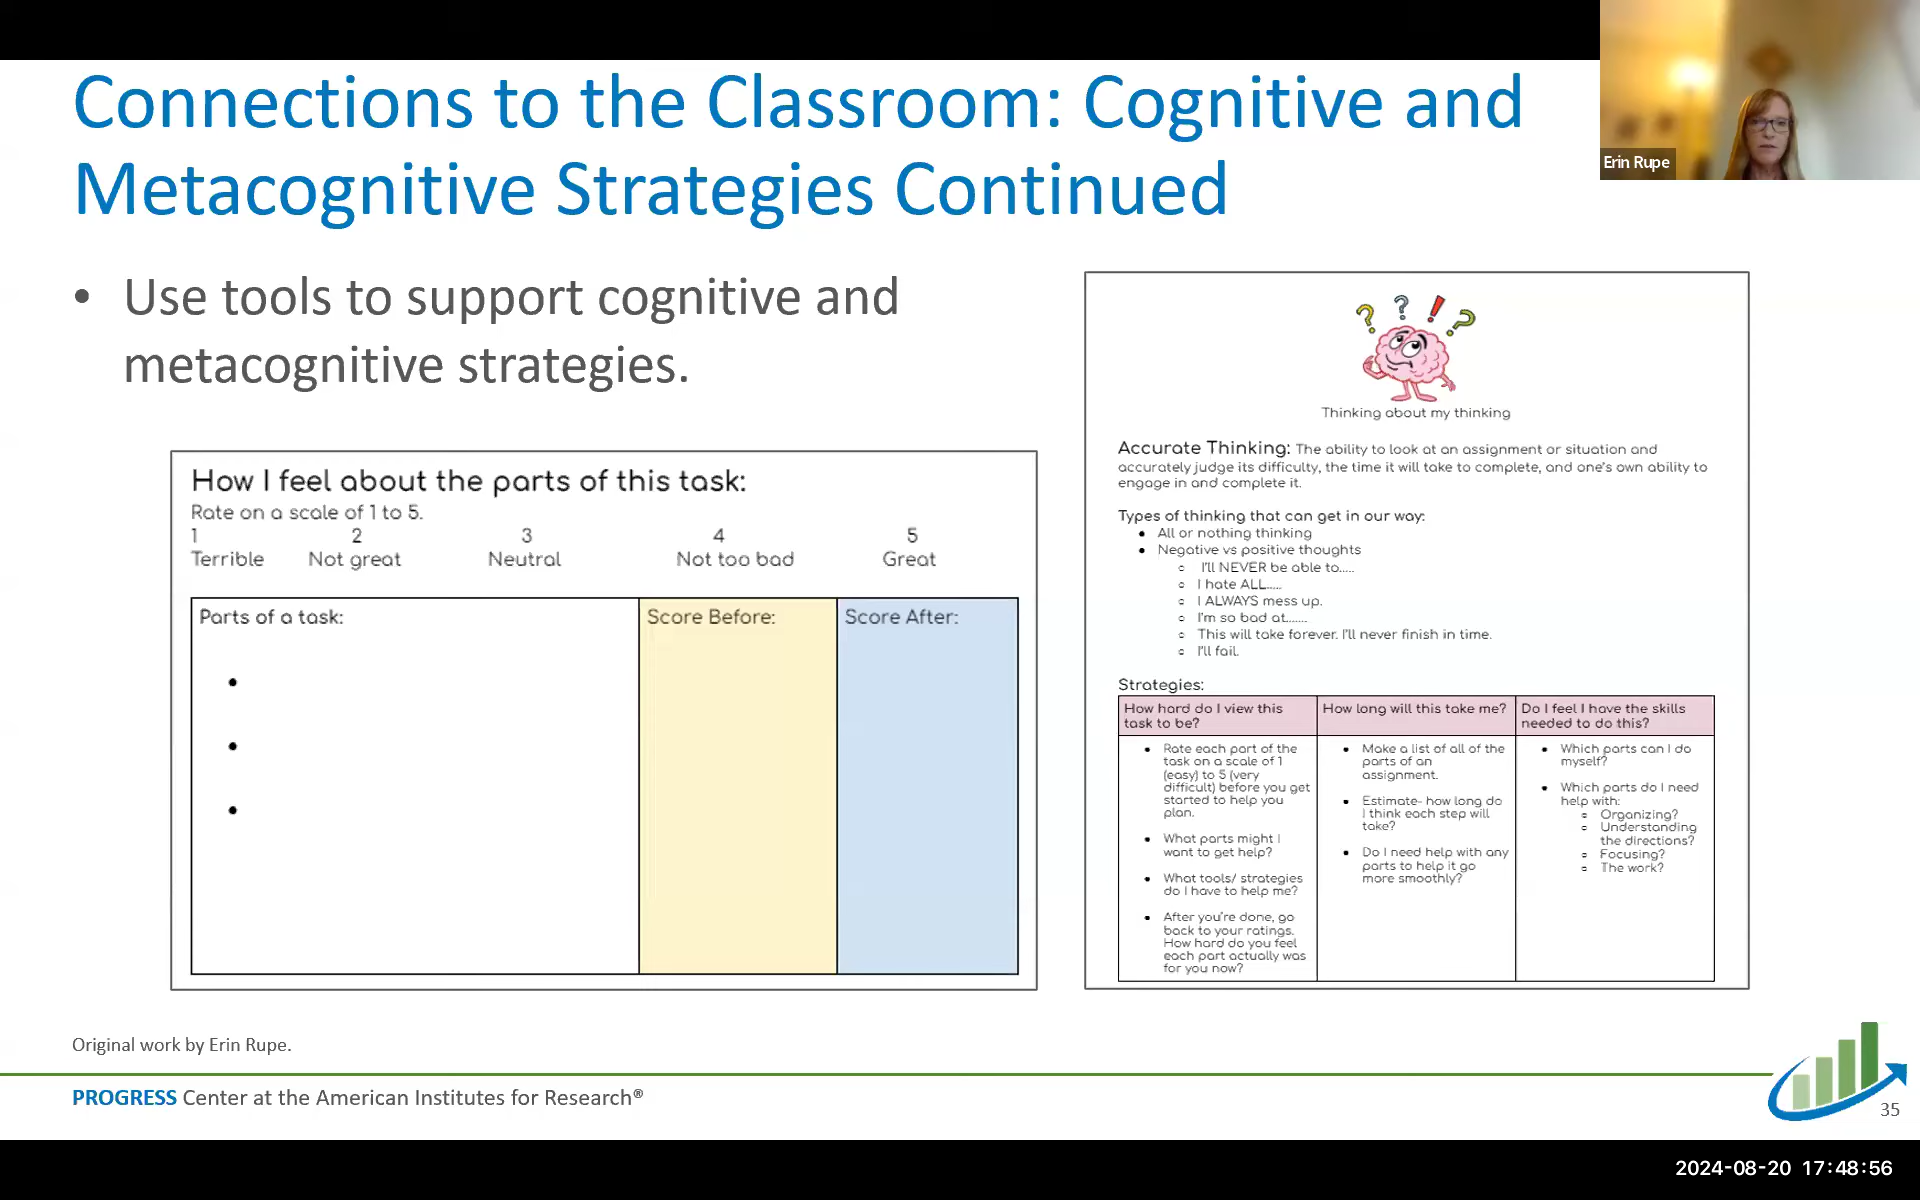 Connections to the Classroom: Cognitive and
Metacognitive Strategies Continued
Erin Rupe
• Use tools to support cognitive and
metacognitive strategies.
How I feel about the parts of this task:
Rate on a scale of 1 to 5.
1 2 3 4 5
Terrible Not great Neutral Not too bad Great
Parts of a task: Score Before: Score After:
Thinking about my thinking
Accurate Thinking: The ability to look at an assignment or situation and
accurately judge its difficulty, the time it will take to complete, and one's own ability to
engage in and complete it.
Types of thinking that can get in our way:
• All or nothing thinking
• Negative vs positive thoughts
○ I'll NEVER be able to.....
○ I hate ALL.....
○ I ALWAYS mess up.
○ I'm so bad at.......
○ This will take forever. I'll never finish in time.
○ I'll fail.
Strategies:
How hard do I view this
task to be?
• Rate each part of the
task on a scale of 1
(easy) to 5 (very
difficult) before you get
started to help you
plan.
• What parts might I
want to get help?
• What tools/ strategies
do I have to help me?
• After you're done, go
back to your ratings.
How hard do you feel
each part actually was
for you now?
How long will this take me?
• Make a list of all of the
parts of an
assignment.
• Estimate- how long do
I think each step will
take?
• Do I need help with any
parts to help it go
more smoothly?
Do I feel I have the skills
needed to do this?
• Which parts can I do
myself?
• Which parts do I need
help with:
○ Organizing?
○ Understanding
the directions?
○ Focusing?
○ The work?
Original work by Erin Rupe.
PROGRESS Center at the American Institutes for Research®
35
2024-08-20 17:48:56